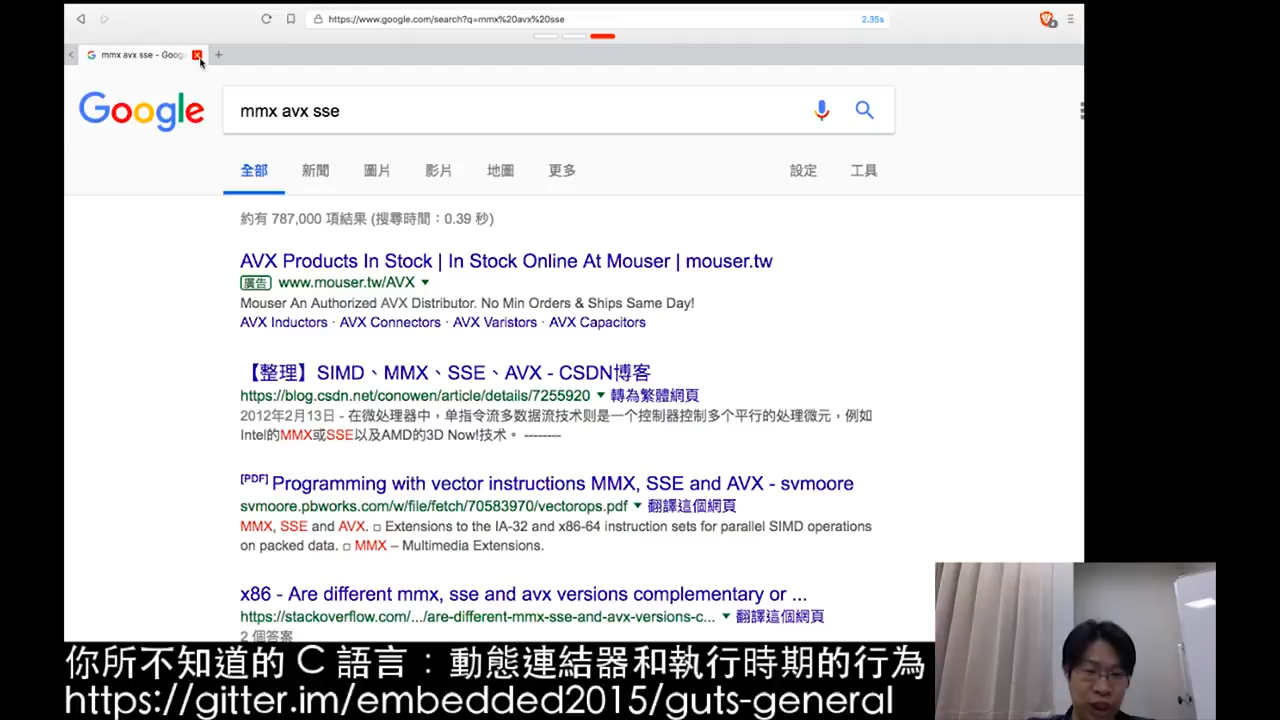 https://www.google.com/search?q=mmx%20avx%20sse
2.35s
mmx avx sse - Goog
Google
mmx avx sse
全部 新聞 圖片 影片 地圖 更多 設定 工具
約有 787,000 項結果 (搜尋時間：0.39 秒)
AVX Products In Stock | In Stock Online At Mouser | mouser.tw
廣告 www.mouser.tw/AVX
Mouser An Authorized AVX Distributor. No Min Orders & Ships Same Day!
AVX Inductors · AVX Connectors · AVX Varistors · AVX Capacitors
【整理】SIMD、MMX、SSE、AVX - CSDN博客
https://blog.csdn.net/conowen/article/details/7255920 轉為繁體網頁
2012年2月13日 - 在微处理器中，单指令流多数据流技术则是一个控制器控制多个平行的处理微元，例如
Intel的MMX或SSE以及AMD的3D Now!技术。 --------
[PDF] Programming with vector instructions MMX, SSE and AVX - svmoore
svmoore.pbworks.com/w/file/fetch/70583970/vectorops.pdf 翻譯這個網頁
MMX, SSE and AVX. □ Extensions to the IA-32 and x86-64 instruction sets for parallel SIMD operations
on packed data. □ MMX – Multimedia Extensions.
x86 - Are different mmx, sse and avx versions complementary or ...
https://stackoverflow.com/.../are-different-mmx-sse-and-avx-versions-c... 翻譯這個網頁
2 個答案
你所不知道的 C 語言：動態連結器和執行時期的行為
https://gitter.im/embedded2015/guts-general